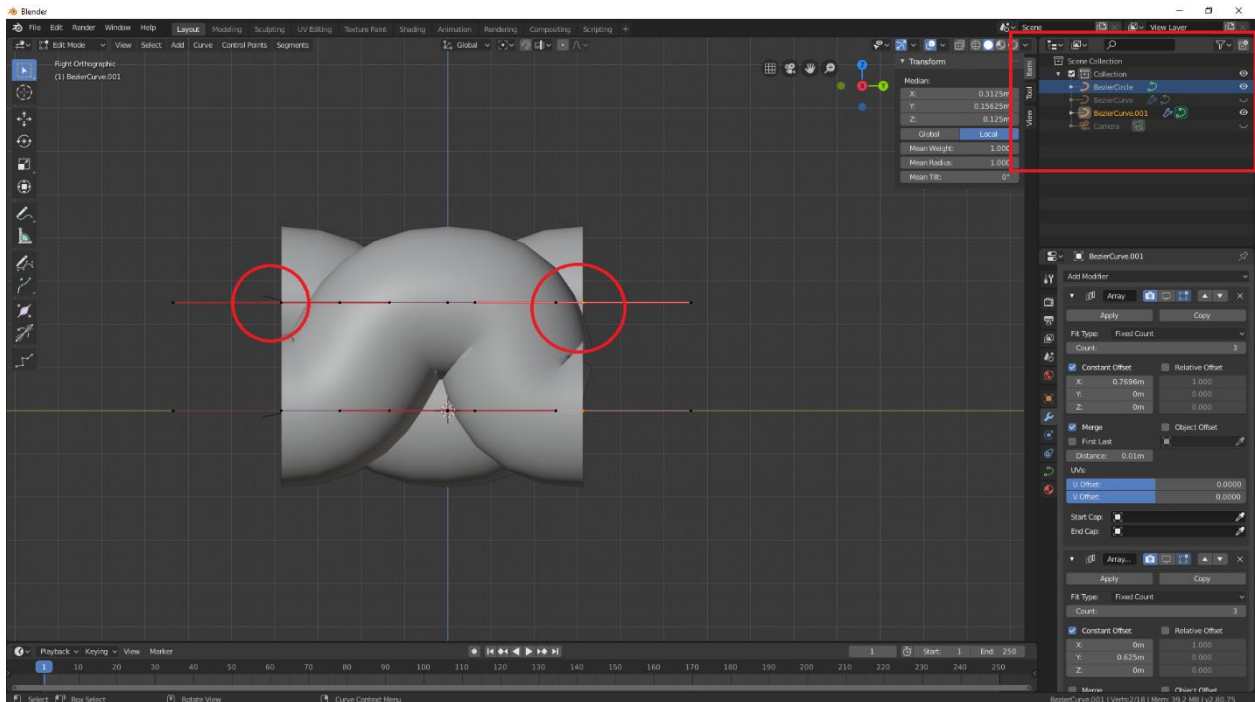 Blender
File Edit Render Window Help Layout Modeling Sculpting UV Editing Texture Paint Shading Animation Rendering Compositing Scripting + Scene View Layer
Edit Mode View Select Add Curve Control Points Segments Global
Right Orthographic
(1) BezierCurve.001
Z
X
Y
Transform
Median:
X: 0.3125m
Y: 0.15625m
Z: 0.125m
Global Local
Mean Weight: 1.000
Mean Radius: 1.000
Mean Tilt: 0°
Item
Tool
View
Scene Collection
Collection
BezierCircle
BezierCurve
BezierCurve.001
Camera
BezierCurve.001
Add Modifier
Array
Apply Copy
Fit Type: Fixed Count
Count: 3
Constant Offset Relative Offset
X: 0.7696m 1.000
Y: 0m 0.000
Z: 0m 0.000
Merge Object Offset
First Last
Distance: 0.01m
UVs:
U Offset: 0.0000
V Offset: 0.0000
Start Cap:
End Cap:
Array...
Apply Copy
Fit Type: Fixed Count
Count: 3
Constant Offset Relative Offset
X: 0m 1.000
Y: 0.625m 0.000
Z: 0m 0.000
Merge Object Offset
Playback Keying View Marker 1 Start: 1 End: 250
1 10 20 30 40 50 60 70 80 90 100 110 120 130 140 150 160 170 180 190 200 210 220 230 240 250
Select Box Select Rotate View Curve Context Menu BezierCurve.001 | Verts:2/18 | Mem: 39.2 MB | v2.80.75